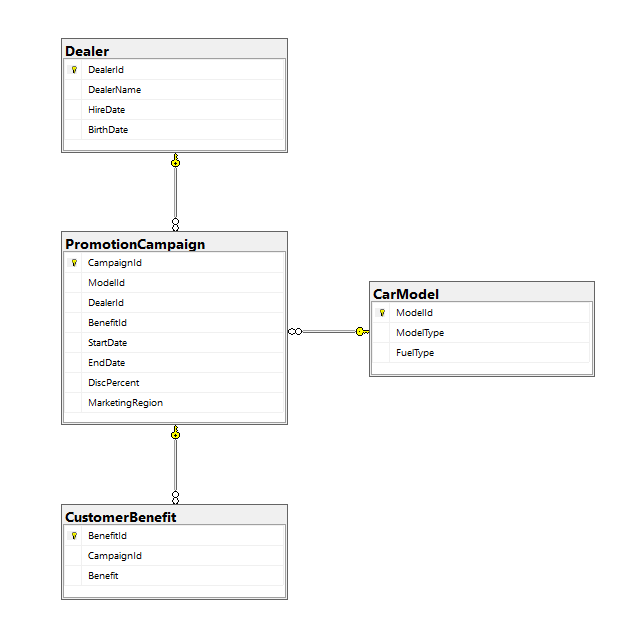 Dealer
DealerId
DealerName
HireDate
BirthDate
PromotionCampaign
CampaignId
ModelId
DealerId
BenefitId
StartDate
EndDate
DiscPercent
MarketingRegion
CarModel
ModelId
ModelType
FuelType
CustomerBenefit
BenefitId
CampaignId
Benefit